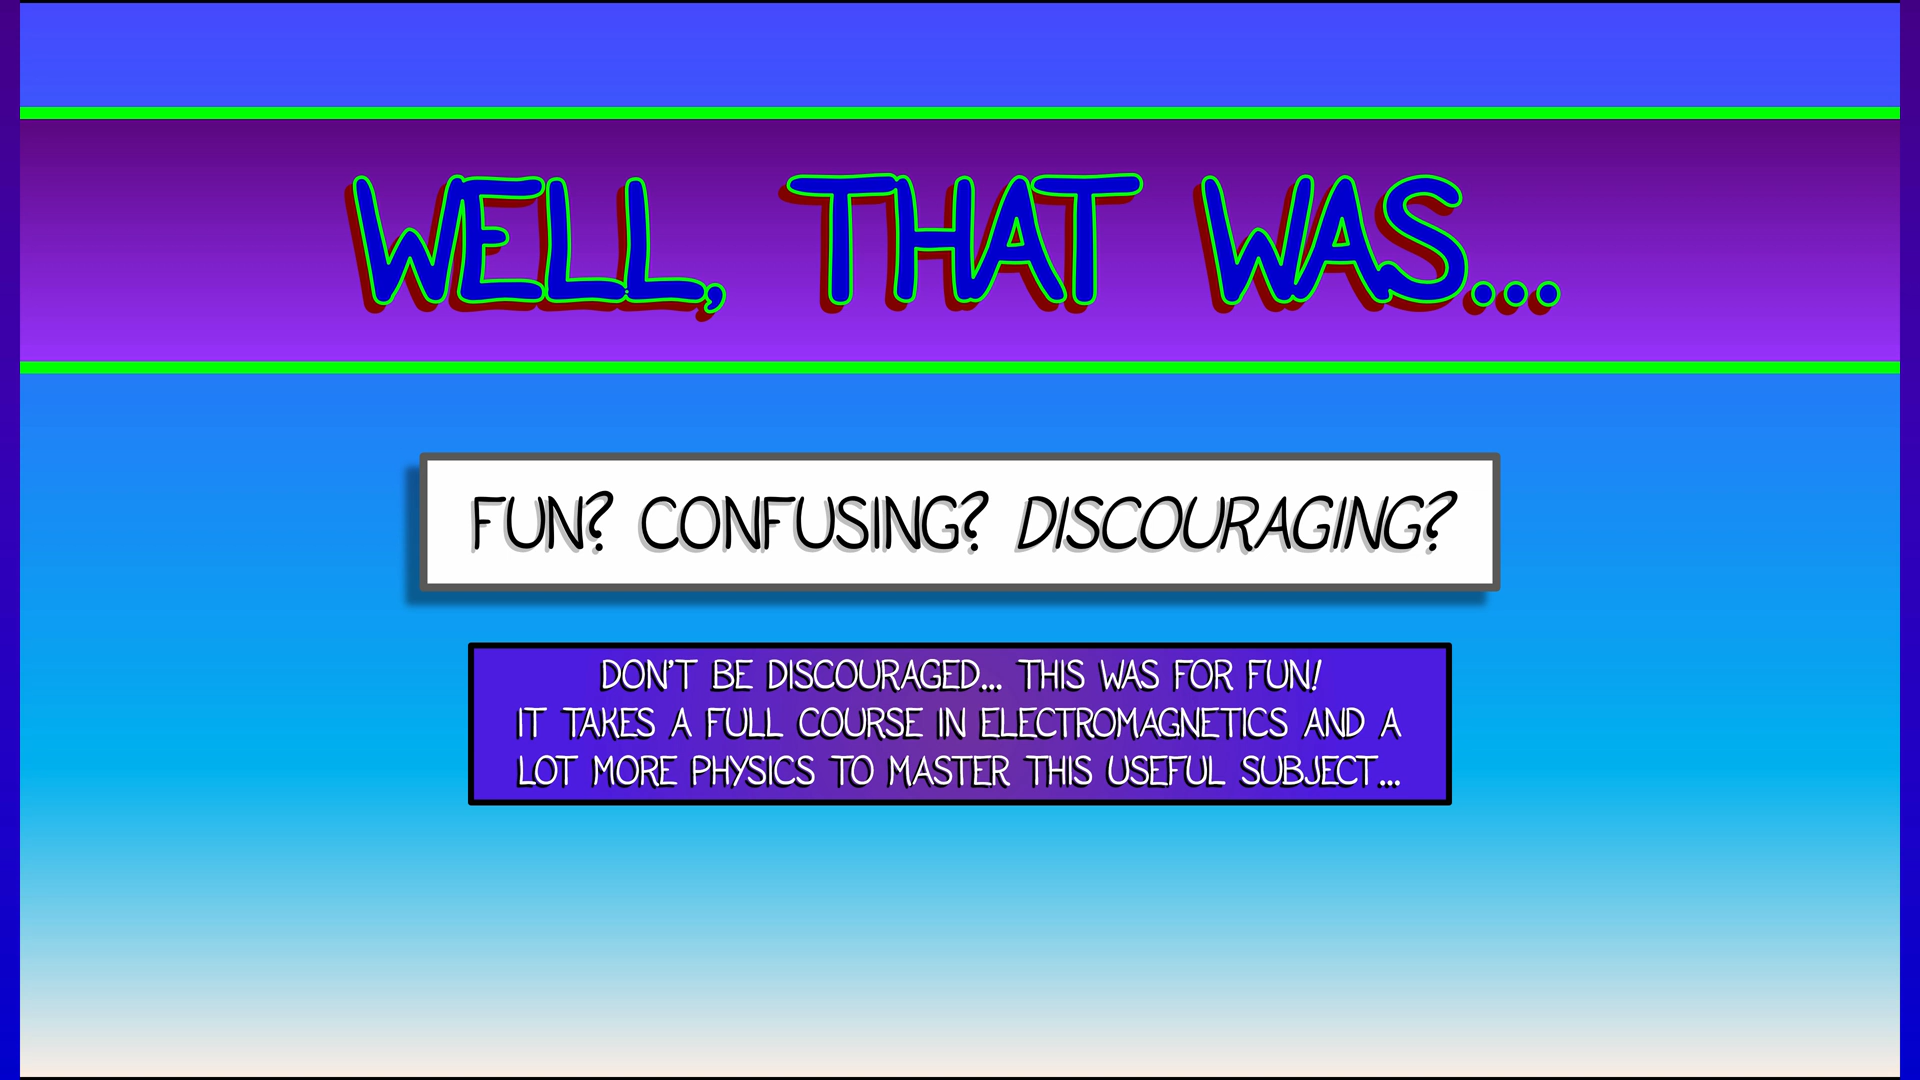 WELL, THAT WAS...
FUN? CONFUSING? DISCOURAGING?
DON'T BE DISCOURAGED... THIS WAS FOR FUN!
IT TAKES A FULL COURSE IN ELECTROMAGNETICS AND A
LOT MORE PHYSICS TO MASTER THIS USEFUL SUBJECT...